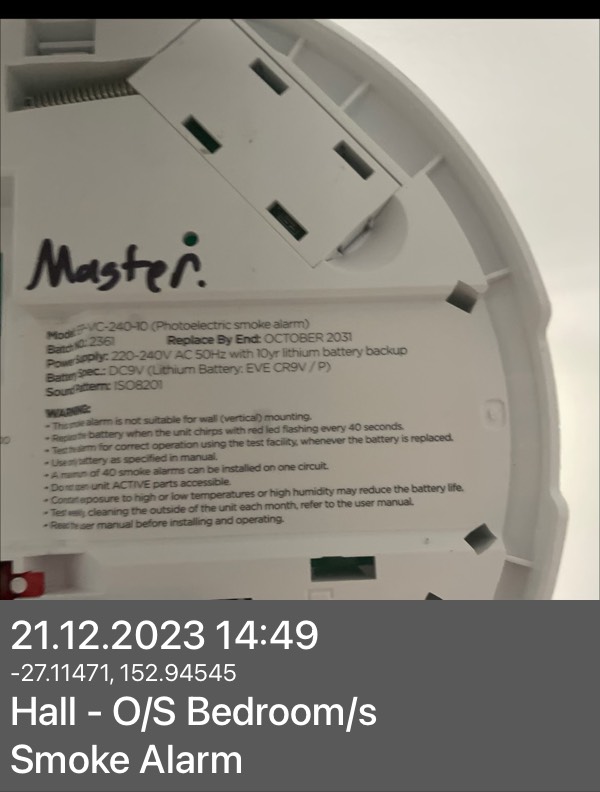 Master.
Model: VC-240-10 (Photoelectric smoke alarm)
Batch ID: 2361 Replace By End: OCTOBER 2031
Power Supply: 220-240V AC 50Hz with 10yr lithium battery backup
Battery Spec.: DC9V (Lithium Battery: EVE CR9V / P)
Sound Pattern: ISO8201
WARNING:
• This alarm is not suitable for wall (vertical) mounting.
• Replace battery when the unit chirps with red led flashing every 40 seconds.
• Test alarm for correct operation using the test facility, whenever the battery is replaced.
• Use battery as specified in manual.
• A maximum of 40 smoke alarms can be installed on one circuit.
• Do not open unit ACTIVE parts accessible.
• Constant exposure to high or low temperatures or high humidity may reduce the battery life.
• Test cleaning the outside of the unit each month, refer to the user manual.
• Read the user manual before installing and operating.
21.12.2023 14:49
-27.11471, 152.94545
Hall - O/S Bedroom/s
Smoke Alarm